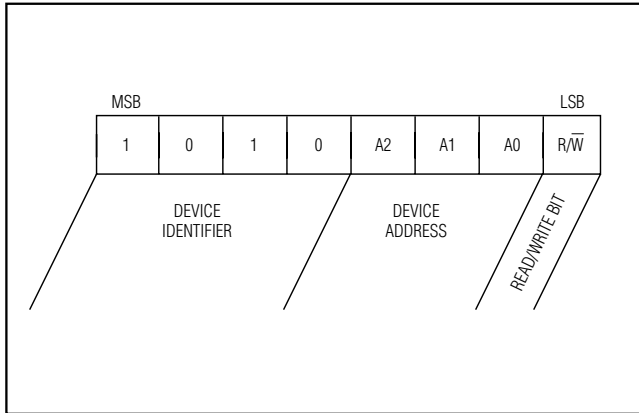 MSB LSB
1 0 1 0 A2 A1 A0 R/W̅
DEVICE
IDENTIFIER
DEVICE
ADDRESS
READ/WRITE BIT